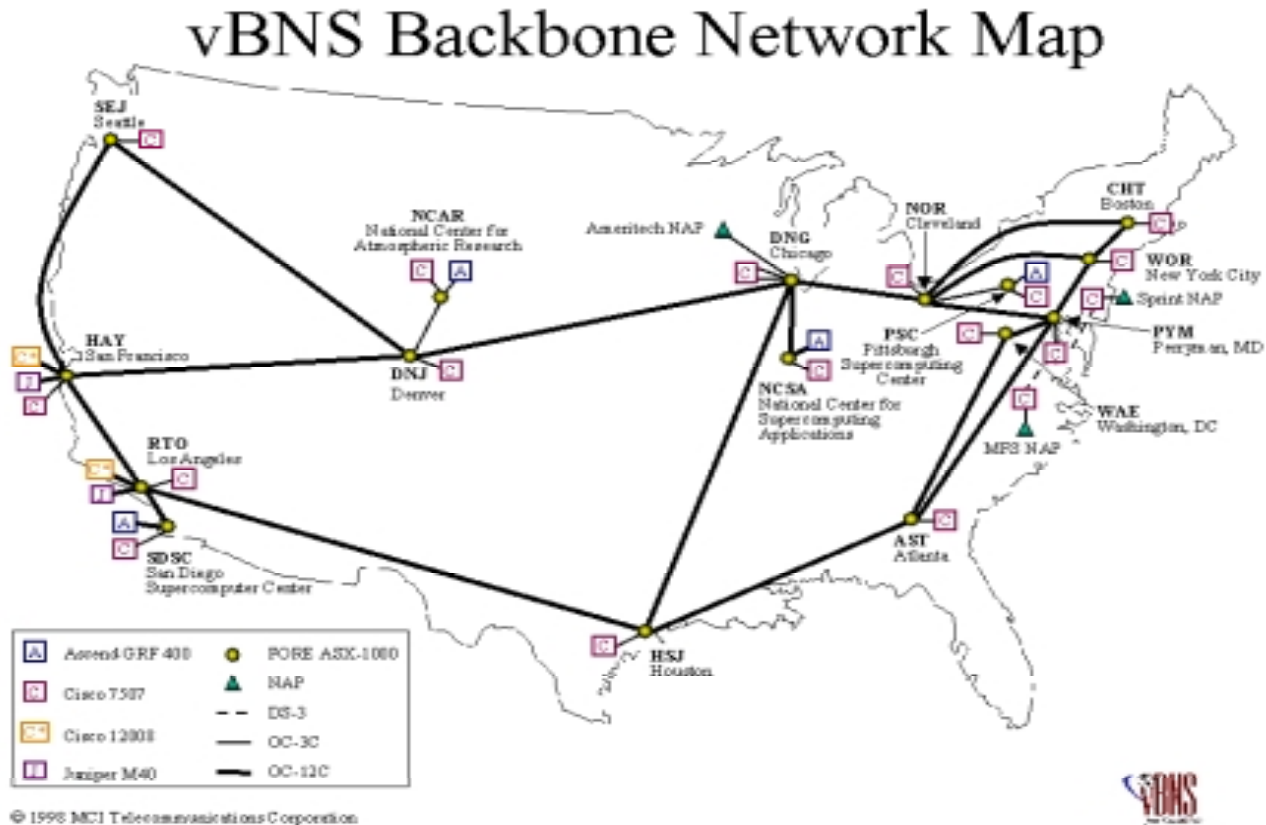 vBNS Backbone Network Map
SEJ
Seattle
C
NCAR
National Center for
Atmospheric Research
C
A
Ameritech NAP
DNG
Chicago
C
NOR
Cleveland
C
CHT
Boston
C
WOR
New York City
C
A
C
C
Sprint NAP
PSC
Pittsburgh
Supercomputing
Center
C
PYM
Perryman, MD
C
HAY
San Francisco
C*
J
C
DNJ
Denver
C
A
C
NCSA
National Center for
Supercomputing
Applications
C
MFS NAP
WAE
Washington, DC
RTO
Los Angeles
C*
C
J
A
C
SDSC
San Diego
Supercomputer Center
AST
Atlanta
C
C
HSJ
Houston
A Ascend GRF 400
C Cisco 7507
C* Cisco 12008
J Juniper M40
FORE ASX-1000
NAP
DS-3
OC-3C
OC-12C
© 1998 MCI Telecommunications Corporation
vBNS